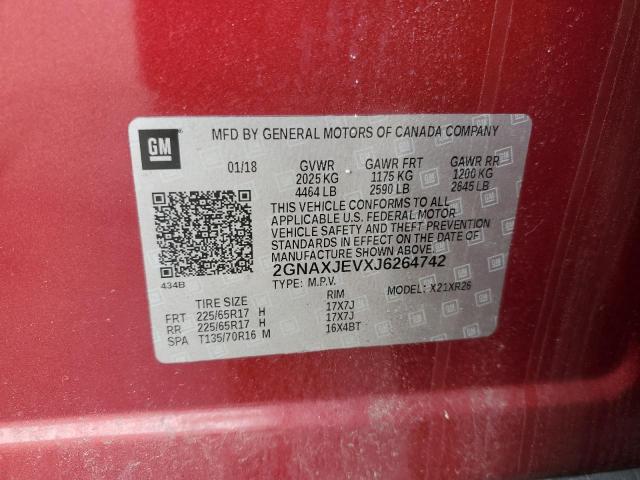 GM
MFD BY GENERAL MOTORS OF CANADA COMPANY
01/18 GVWR GAWR FRT GAWR RR
2025 KG 1175 KG 1200 KG
4464 LB 2590 LB 2645 LB
THIS VEHICLE CONFORMS TO ALL
APPLICABLE U.S. FEDERAL MOTOR
VEHICLE SAFETY AND THEFT PREVENTION
STANDARDS IN EFFECT ON THE DATE OF
MANUFACTURE SHOWN ABOVE.
434B 2GNAXJEVXJ6264742
TYPE: M.P.V. MODEL: X21XR26
TIRE SIZE RIM
FRT 225/65R17 H 17X7J
RR 225/65R17 H 17X7J
SPA T135/70R16 M 16X4BT